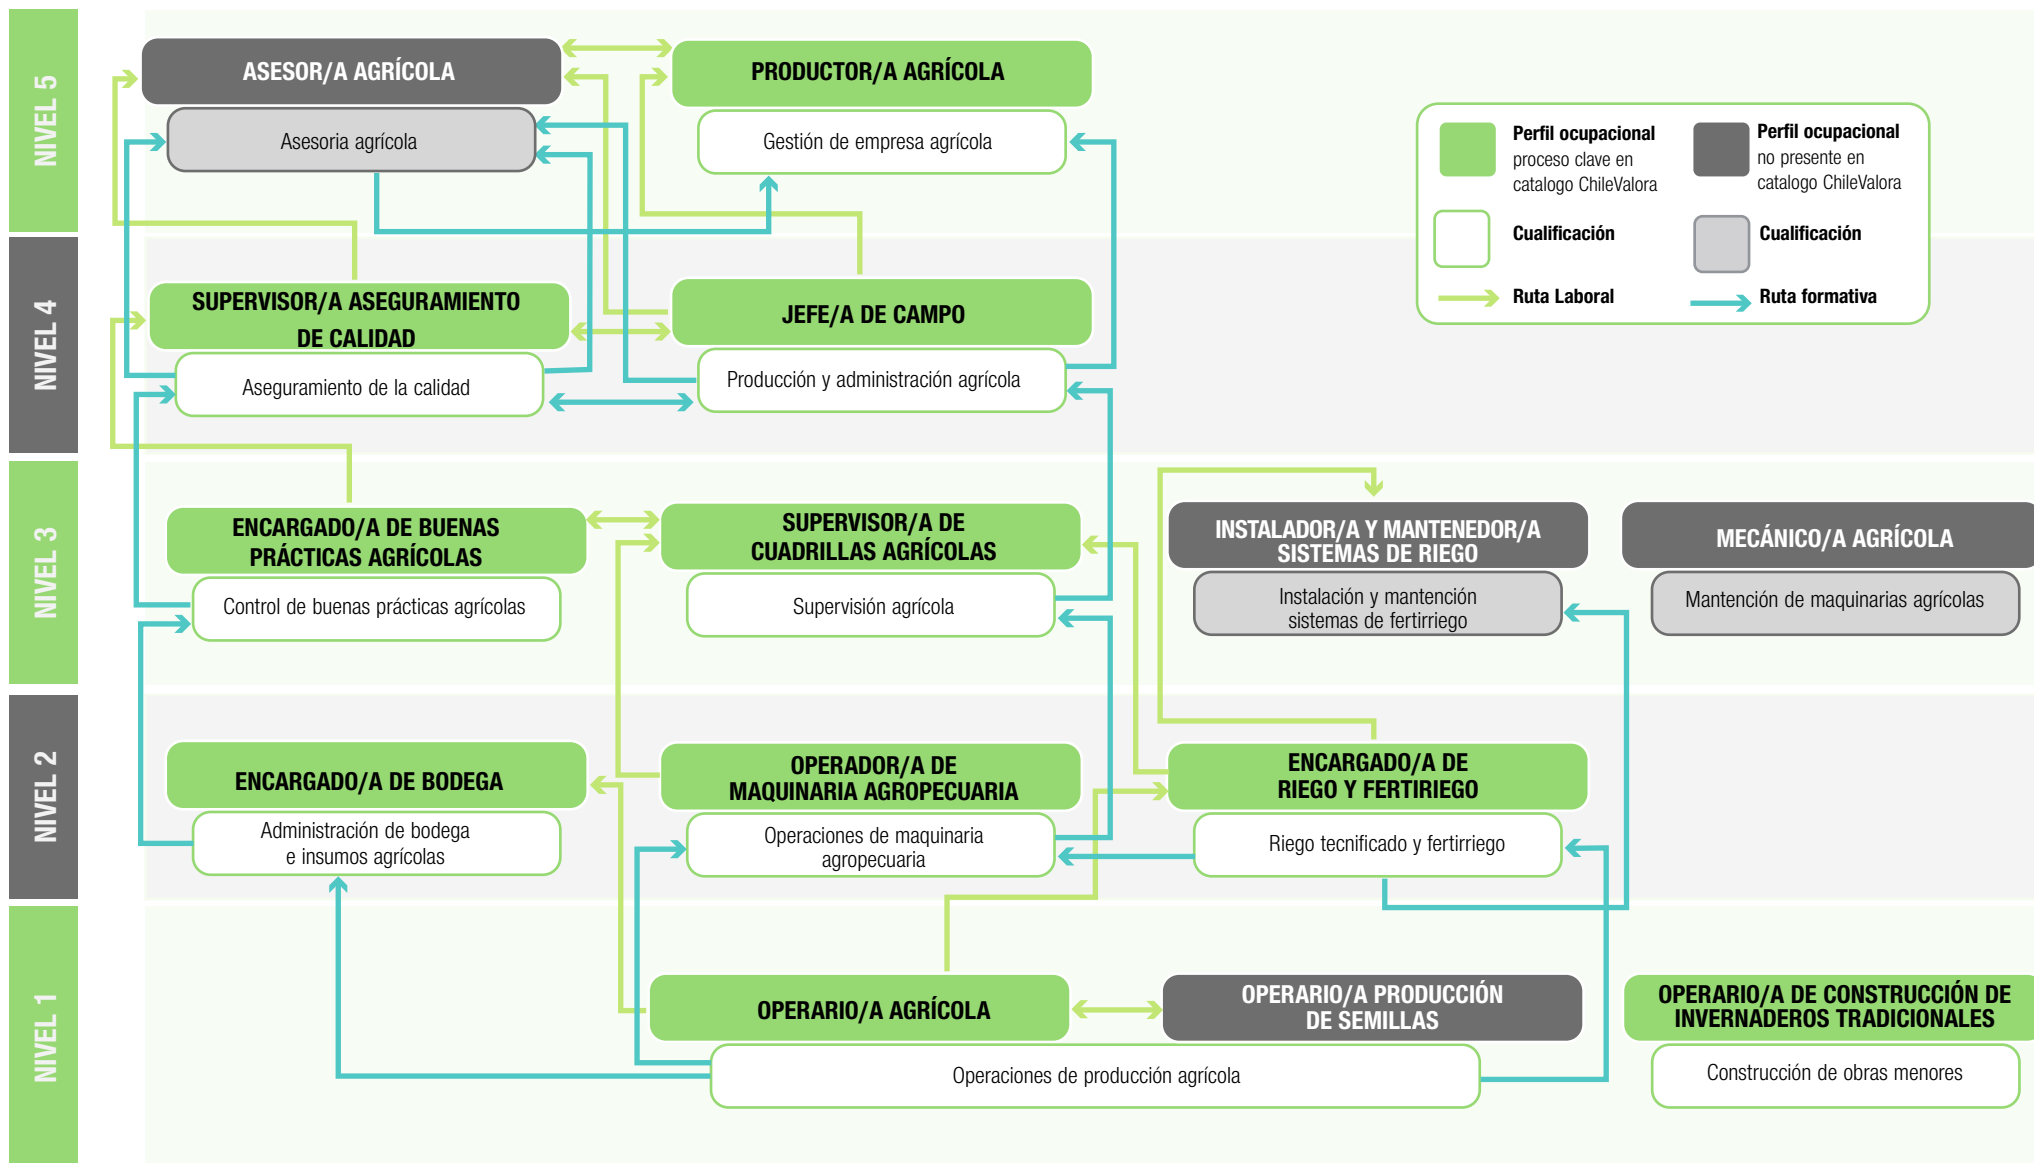 NIVEL 5
ASESOR/A AGRÍCOLA
Asesoria agrícola
PRODUCTOR/A AGRÍCOLA
Gestión de empresa agrícola
Perfil ocupacional
proceso clave en
catalogo ChileValora
Perfil ocupacional
no presente en
catalogo ChileValora
Cualificación
Cualificación
Ruta Laboral
Ruta formativa
NIVEL 4
SUPERVISOR/A ASEGURAMIENTO
DE CALIDAD
Aseguramiento de la calidad
JEFE/A DE CAMPO
Producción y administración agrícola
NIVEL 3
ENCARGADO/A DE BUENAS
PRÁCTICAS AGRÍCOLAS
Control de buenas prácticas agrícolas
SUPERVISOR/A DE
CUADRILLAS AGRÍCOLAS
Supervisión agrícola
INSTALADOR/A Y MANTENEDOR/A
SISTEMAS DE RIEGO
Instalación y mantención
sistemas de fertirriego
MECÁNICO/A AGRÍCOLA
Mantención de maquinarias agrícolas
NIVEL 2
ENCARGADO/A DE BODEGA
Administración de bodega
e insumos agrícolas
OPERADOR/A DE
MAQUINARIA AGROPECUARIA
Operaciones de maquinaria
agropecuaria
ENCARGADO/A DE
RIEGO Y FERTIRIEGO
Riego tecnificado y fertirriego
NIVEL 1
OPERARIO/A AGRÍCOLA
OPERARIO/A PRODUCCIÓN
DE SEMILLAS
Operaciones de producción agrícola
OPERARIO/A DE CONSTRUCCIÓN DE
INVERNADEROS TRADICIONALES
Construcción de obras menores